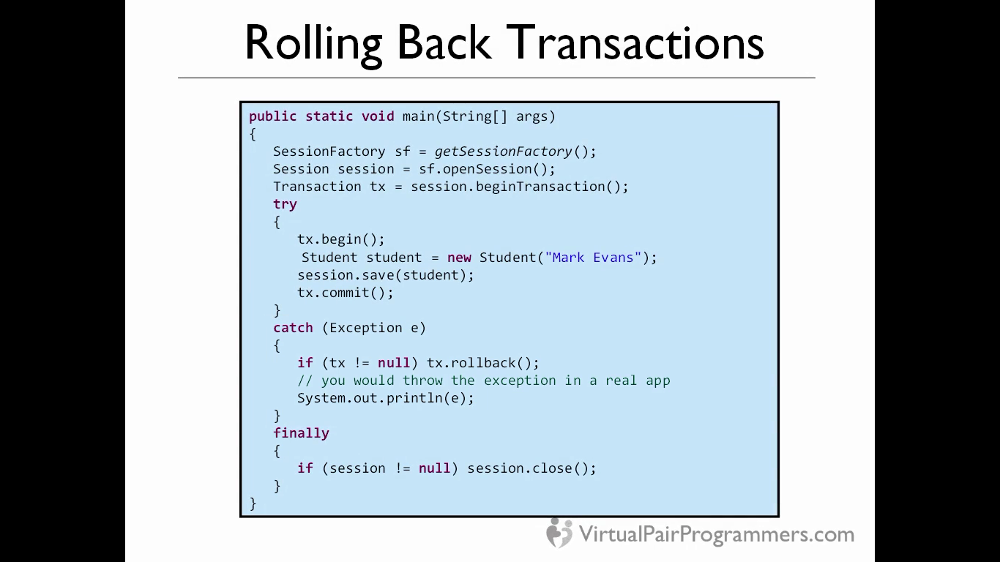 Rolling Back Transactions
public static void main(String[] args)
{
   SessionFactory sf = getSessionFactory();
   Session session = sf.openSession();
   Transaction tx = session.beginTransaction();
   try
   {
      tx.begin();
      Student student = new Student("Mark Evans");
      session.save(student);
      tx.commit();
   }
   catch (Exception e)
   {
      if (tx != null) tx.rollback();
      // you would throw the exception in a real app
      System.out.println(e);
   }
   finally
   {
      if (session != null) session.close();
   }
}
VirtualPairProgrammers.com